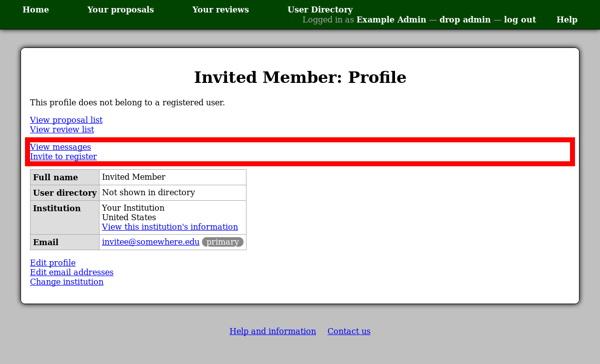 Home Your proposals Your reviews User Directory
Logged in as Example Admin — drop admin — log out Help
Invited Member: Profile
This profile does not belong to a registered user.
View proposal list
View review list
View messages
Invite to register
Full name Invited Member
User directory Not shown in directory
Institution Your Institution
United States
View this institution's information
Email invitee@somewhere.edu primary
Edit profile
Edit email addresses
Change institution
Help and information Contact us